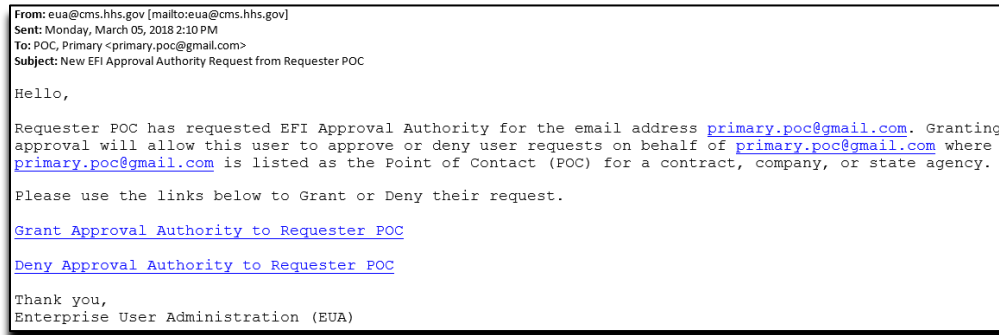 From: eua@cms.hhs.gov [mailto:eua@cms.hhs.gov]
Sent: Monday, March 05, 2018 2:10 PM
To: POC, Primary <primary.poc@gmail.com>
Subject: New EFI Approval Authority Request from Requester POC
Hello,
Requester POC has requested EFI Approval Authority for the email address primary.poc@gmail.com. Granting
approval will allow this user to approve or deny user requests on behalf of primary.poc@gmail.com where
primary.poc@gmail.com is listed as the Point of Contact (POC) for a contract, company, or state agency.
Please use the links below to Grant or Deny their request.
Grant Approval Authority to Requester POC
Deny Approval Authority to Requester POC
Thank you,
Enterprise User Administration (EUA)